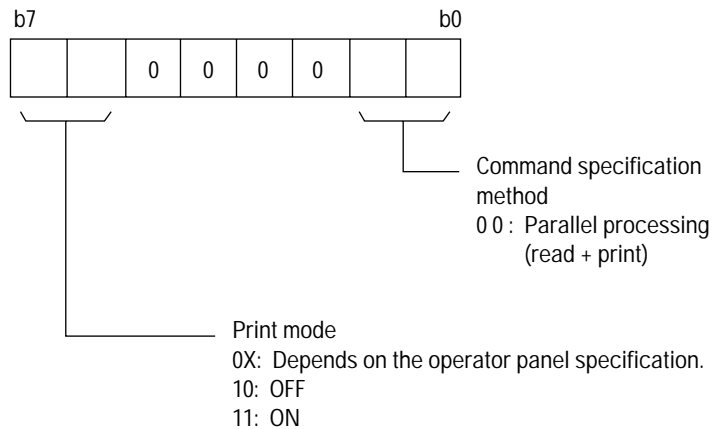 b7 b0
0 0 0 0
Command specification
method
0 0 : Parallel processing
(read + print)
Print mode
0X: Depends on the operator panel specification.
10: OFF
11: ON